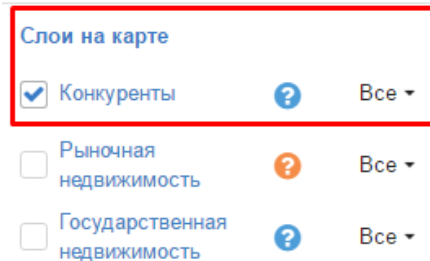 Слои на карте
Конкуренты ? Все
Рыночная
недвижимость ? Все
Государственная
недвижимость ? Все